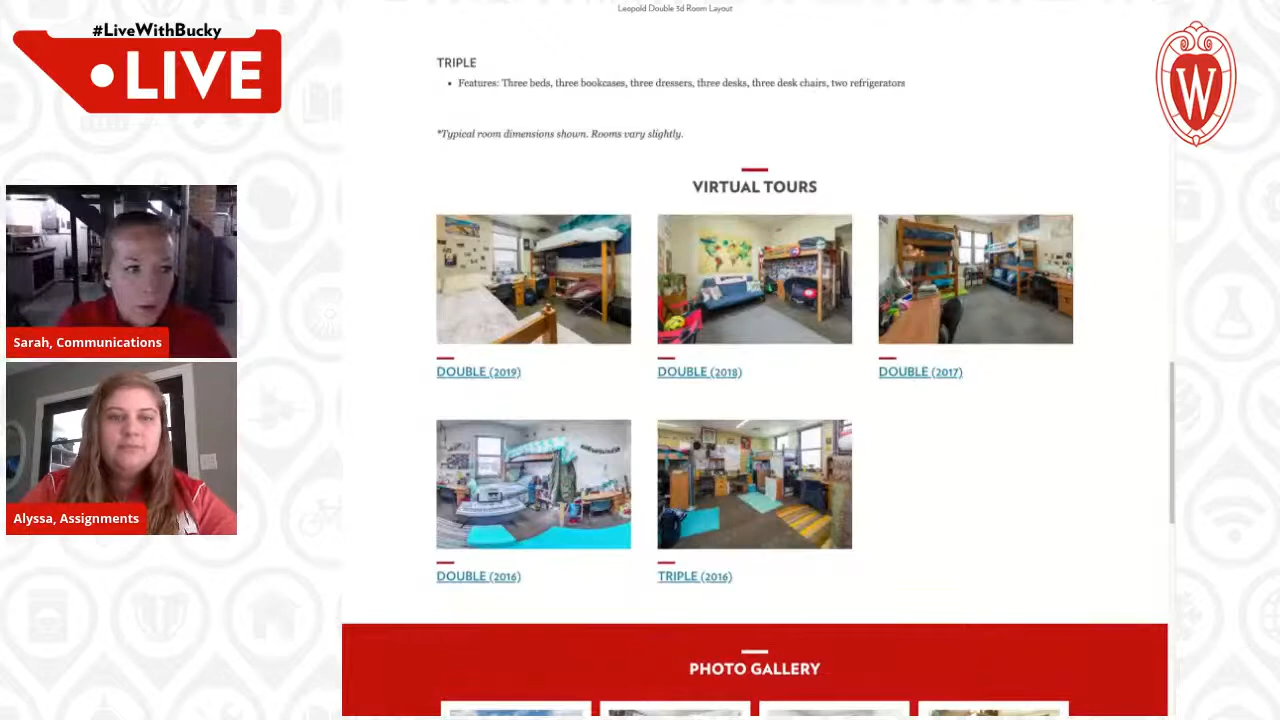 #LiveWithBucky
LIVE
W
Sarah, Communications
Alyssa, Assignments
Leopold Double 3d Room Layout
TRIPLE
• Features: Three beds, three bookcases, three dressers, three desks, three desk chairs, two refrigerators
*Typical room dimensions shown. Rooms vary slightly.
VIRTUAL TOURS
DOUBLE (2019)
DOUBLE (2018)
DOUBLE (2017)
DOUBLE (2016)
TRIPLE (2016)
PHOTO GALLERY